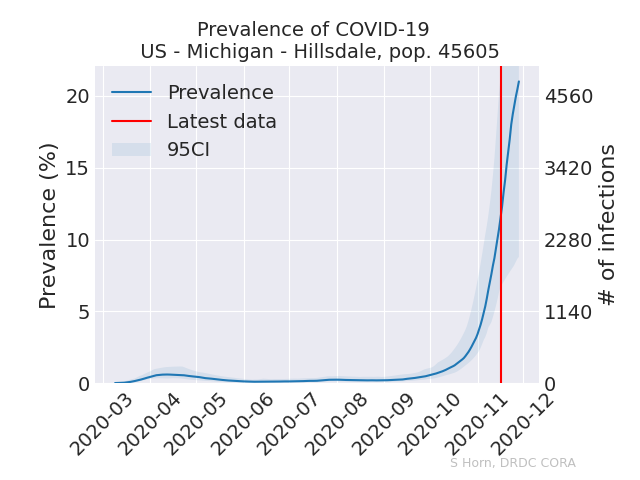 Prevalence of COVID-19
US - Michigan - Hillsdale, pop. 45605
Prevalence
Latest data
95CI
Prevalence (%)
20
15
10
5
0
4560
3420
2280
1140
0
# of infections
2020-03
2020-04
2020-05
2020-06
2020-07
2020-08
2020-09
2020-10
2020-11
2020-12
S Horn, DRDC CORA